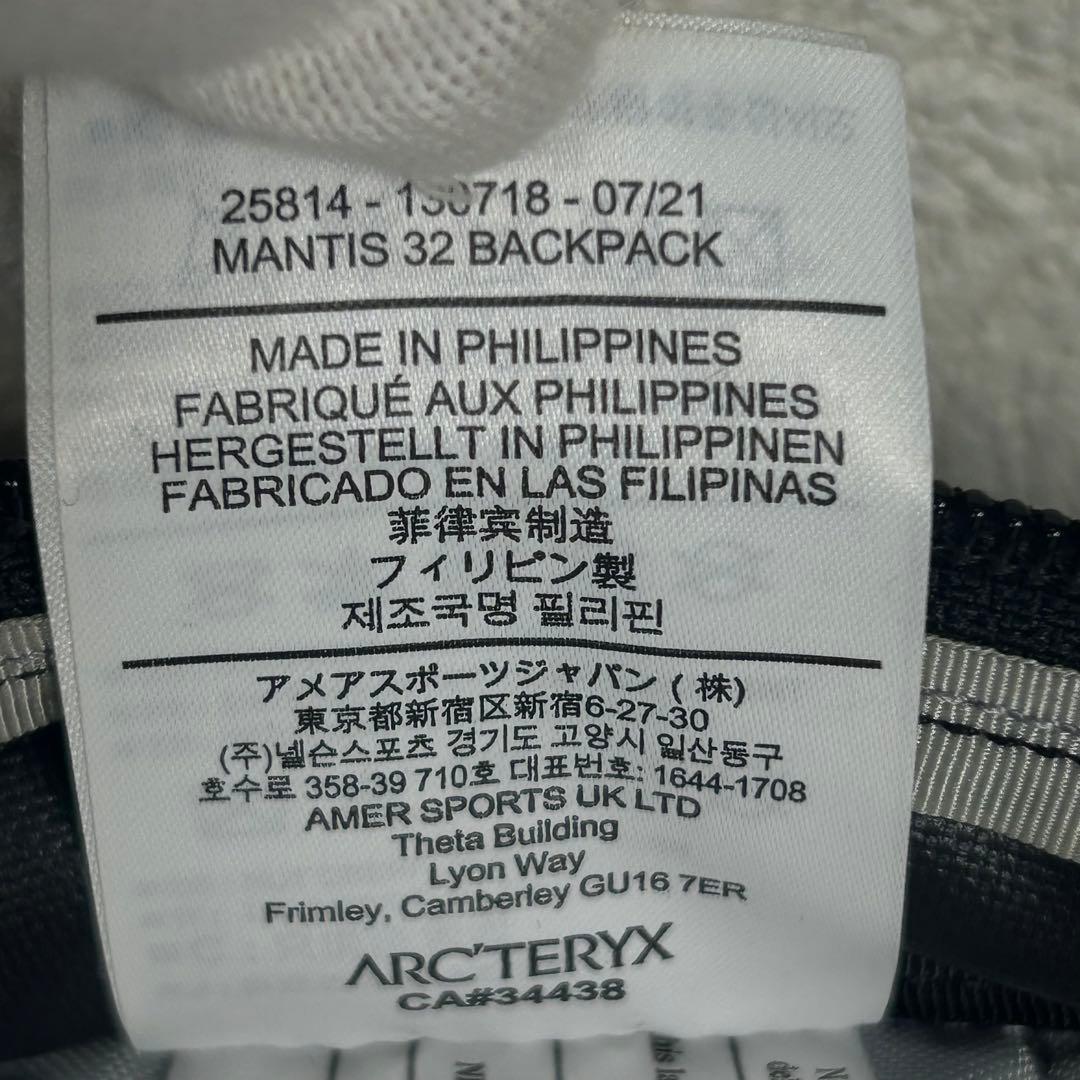 25814 - - 07/21
MANTIS 32 BACKPACK
MADE IN PHILIPPINES
FABRIQUÉ AUX PHILIPPINES
HERGESTELLT IN PHILIPPINEN
FABRICADO EN LAS FILIPINAS
菲律宾制造
フィリピン製
제조국명 필리핀
アメアスポーツジャパン ( 株)
東京都新宿区新宿6-27-30
(주)넬슨스포츠 경기도 고양시 일산동구
호수로 358-39 710호 대표번호: 1644-1708
AMER SPORTS UK LTD
Theta Building
Lyon Way
Frimley, Camberley GU16 7ER
ARC'TERYX
CA#34438